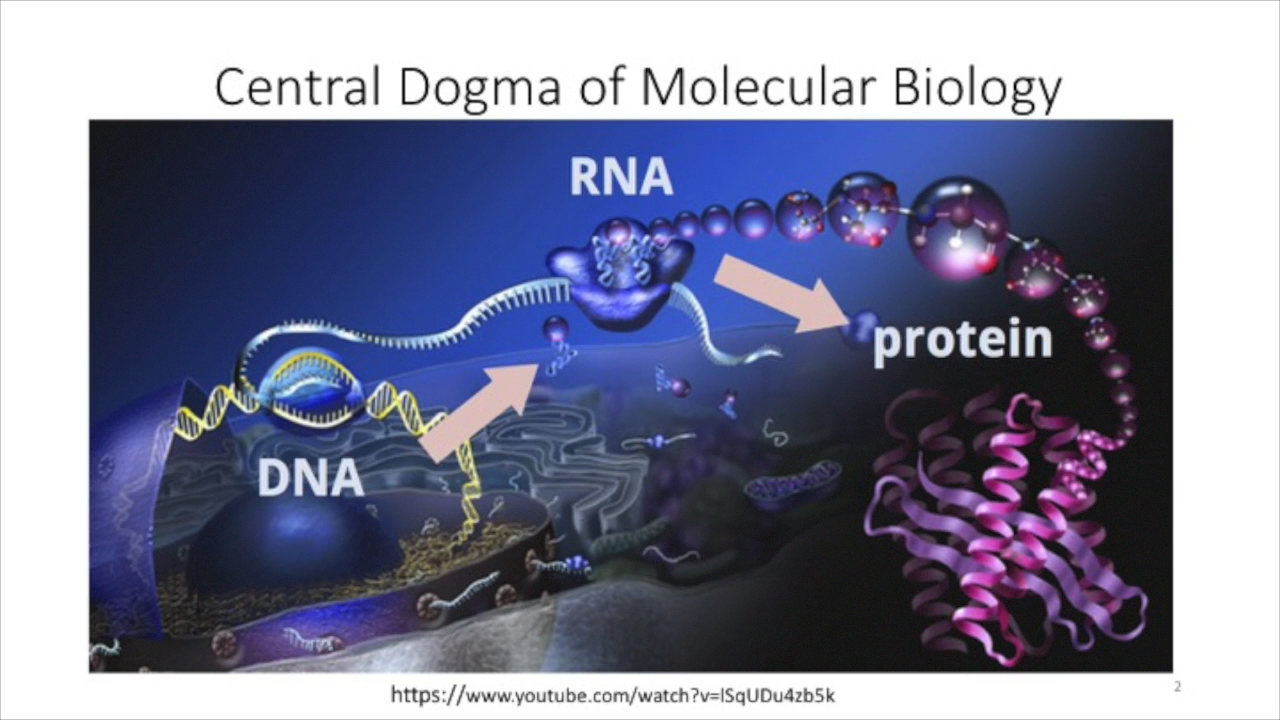 Central Dogma of Molecular Biology
RNA
protein
DNA
https://www.youtube.com/watch?v=lSqUDu4zb5k
2